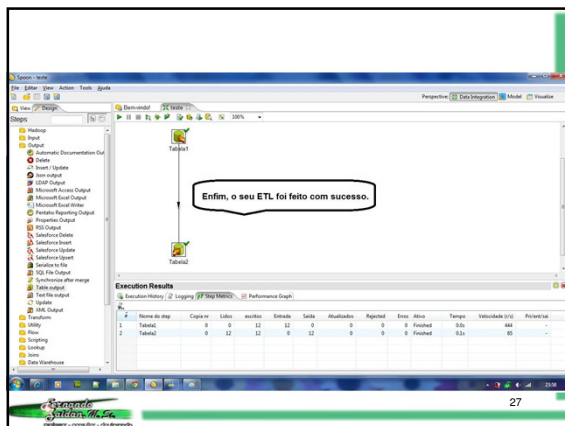 Spoon - teste
File Edit View Action Tools Ajuda
Perspective: Data Integration Model Visualize
View Design
Bem-vindo! teste
Steps
100%
Hadoop
Input
Output
Automatic Documentation Out
Delete
Insert / Update
Json output
LDAP Output
Microsoft Access Output
Microsoft Excel Output
Microsoft Excel Writer
Pentaho Reporting Output
Properties Output
RSS Output
Salesforce Delete
Salesforce Insert
Salesforce Update
Salesforce Upsert
Serialize to file
SQL File Output
Synchronize after merge
Table output
Text file output
Update
XML Output
Transform
Utility
Flow
Scripting
Lookup
Joins
Data Warehouse
Tabela1
Enfim, o seu ETL foi feito com sucesso.
Tabela2
Execution Results
Execution History Logging Step Metrics Performance Graph
# Nome do step Copia nr Lidos escritos Entrada Saída Atualizados Rejected Erros Ativo Tempo Velocidade (r/s) Pri/ent/sai
1 Tabela1 0 0 12 12 0 0 0 0 Finished 0.0s 444 -
2 Tabela2 0 12 12 0 12 0 0 0 Finished 0.1s 85 -
23:58
27